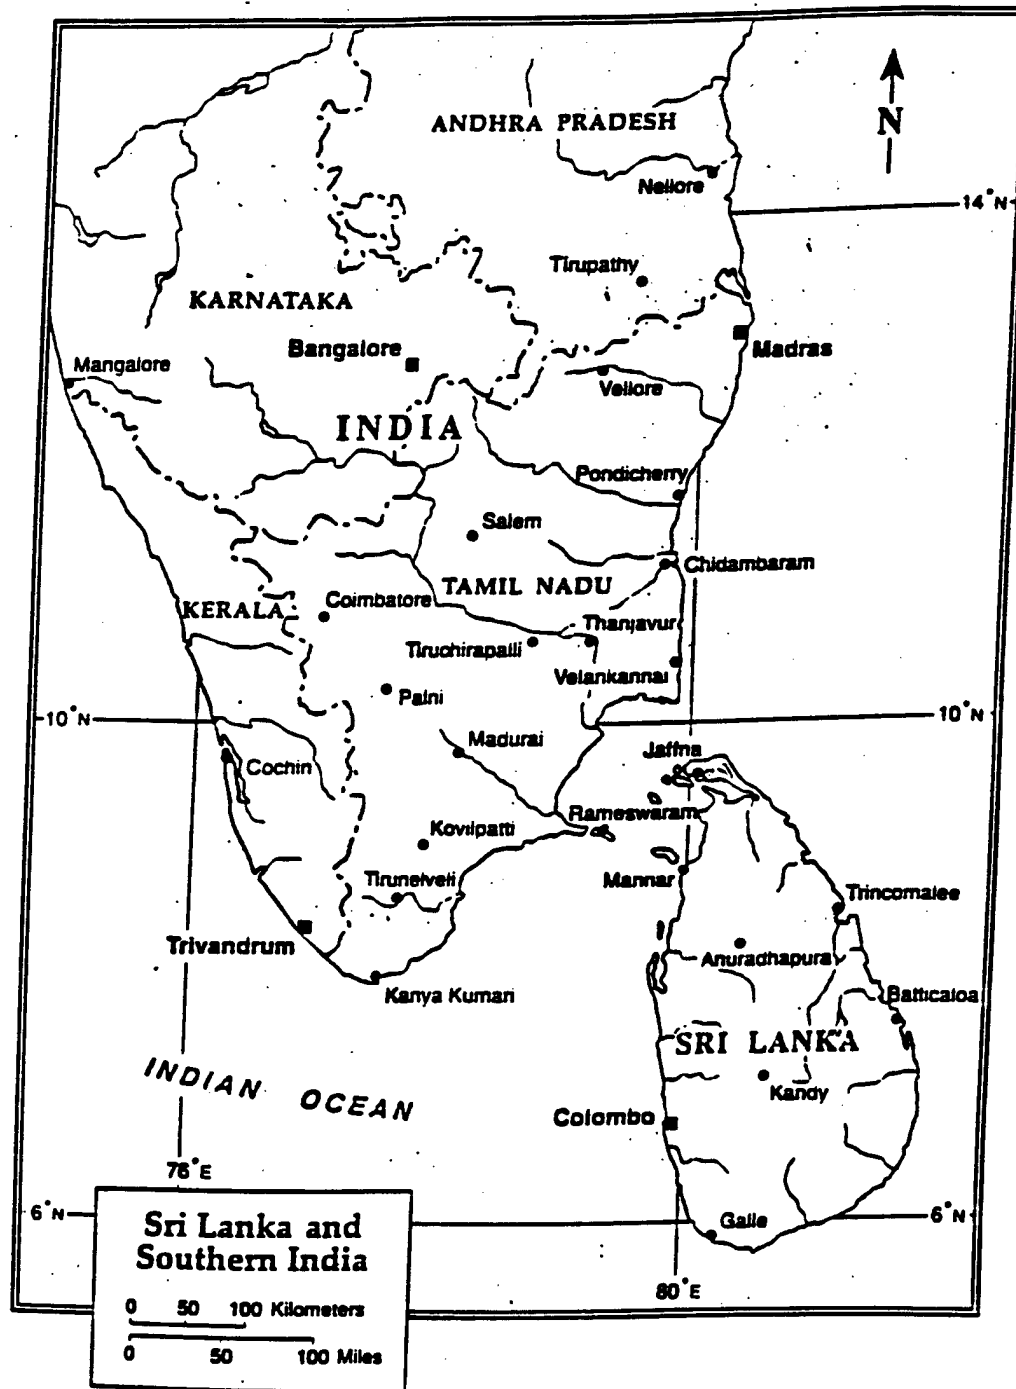 ANDHRA PRADESH
N
Nellore
14°N
Tirupathy
KARNATAKA
Bangalore
Madras
Mangalore
Vellore
INDIA
Pondicherry
Salem
Chidambaram
TAMIL NADU
Coimbatore
KERALA
Thanjavur
Tiruchirapalli
Velankannai
Palni
10°N
10°N
Madurai
Jaffna
Cochin
Rameswaram
Kovilpatti
Tirunelveli
Mannar
Trincomalee
Trivandrum
Anuradhapura
Kanya Kumari
Batticaloa
SRI LANKA
INDIAN OCEAN
Kandy
Colombo
76°E
6°N
6°N
Galle
Sri Lanka and
Southern India
80°E
0 50 100 Kilometers
0 50 100 Miles